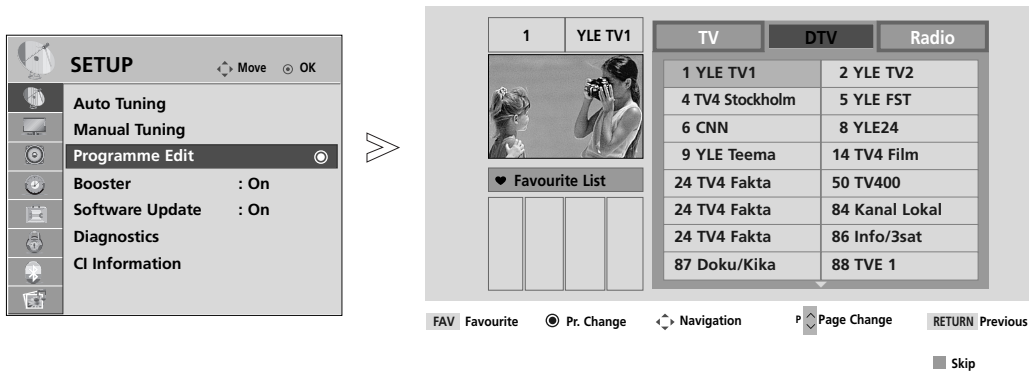 SETUP Move OK
Auto Tuning
Manual Tuning
Programme Edit
Booster : On
Software Update : On
Diagnostics
CI Information
1 YLE TV1
Favourite List
TV DTV Radio
1 YLE TV1 2 YLE TV2
4 TV4 Stockholm 5 YLE FST
6 CNN 8 YLE24
9 YLE Teema 14 TV4 Film
24 TV4 Fakta 50 TV400
24 TV4 Fakta 84 Kanal Lokal
24 TV4 Fakta 86 Info/3sat
87 Doku/Kika 88 TVE 1
FAV Favourite Pr. Change Navigation P Page Change RETURN Previous
Skip